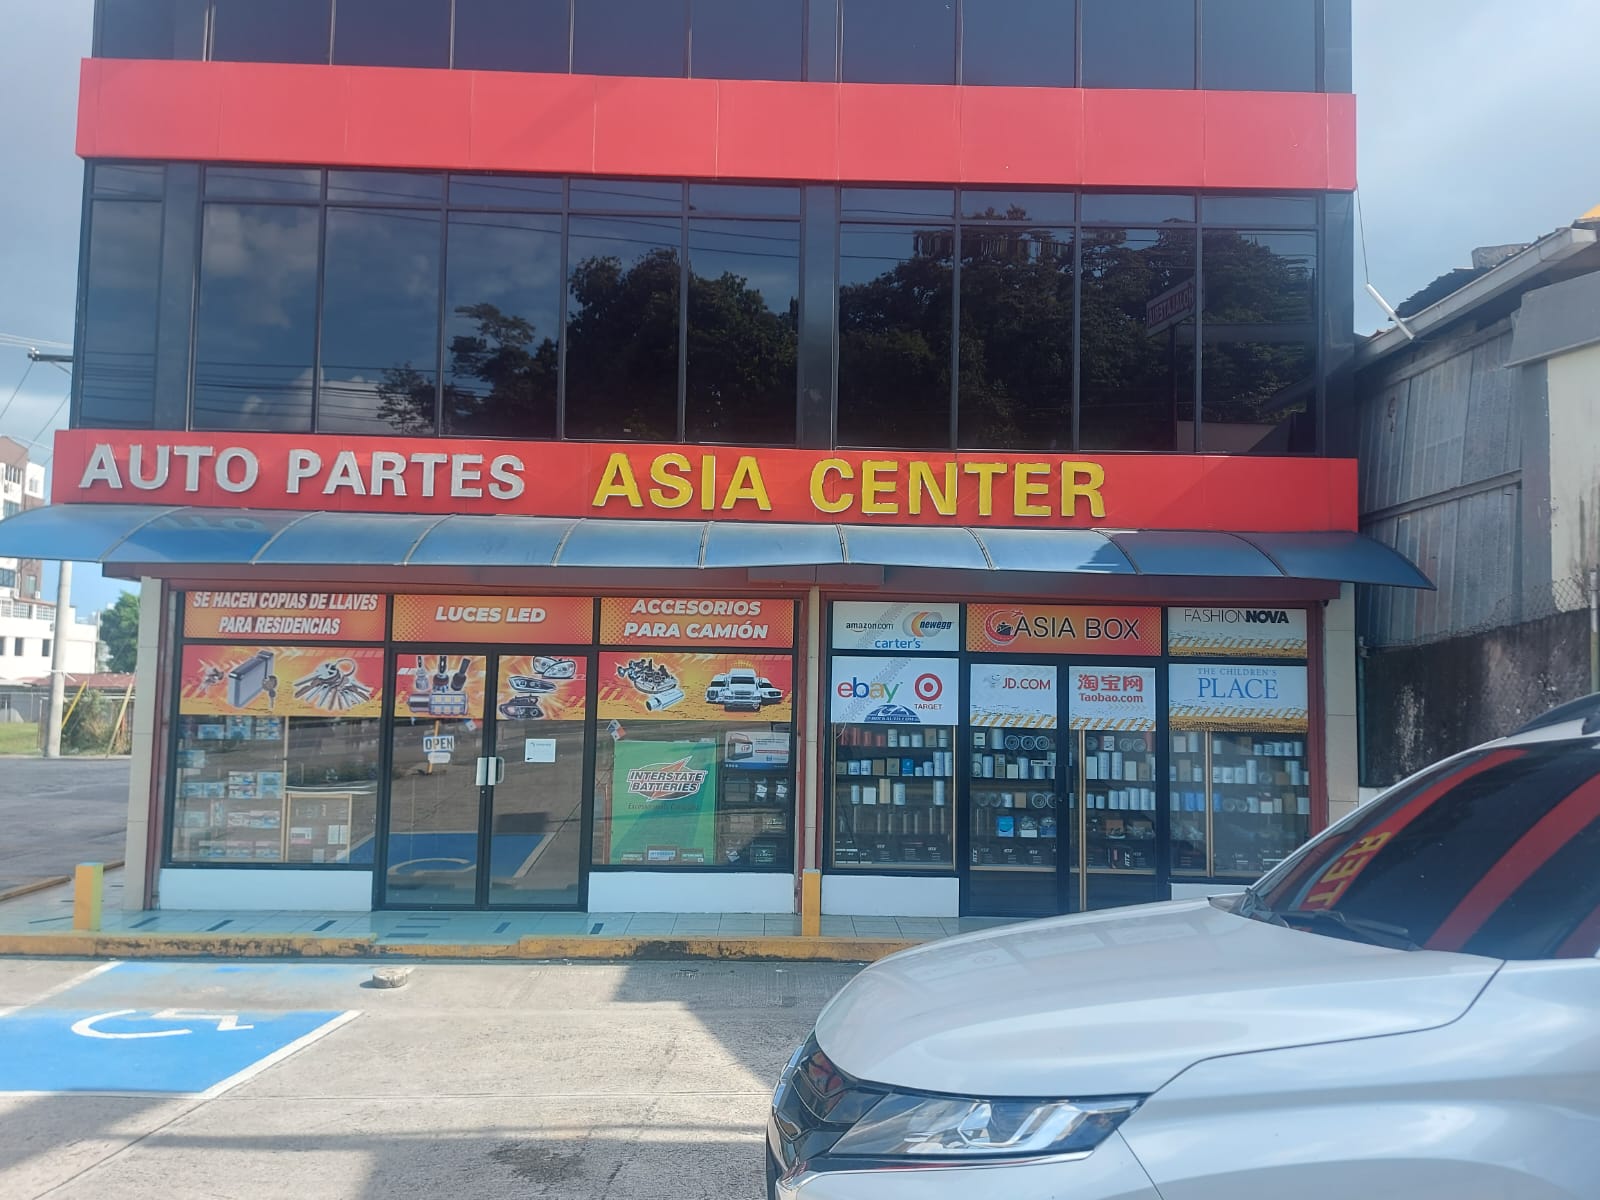 AUTO PARTES ASIA CENTER
SE HACEN COPIAS DE LLAVES
PARA RESIDENCIAS
LUCES LED
ACCESORIOS
PARA CAMIÓN
OPEN
INTERSTATE
BATTERIES
amazon.com
newegg
carter's
ASIA BOX
FASHIONNOVA
ebay
TARGET
JD.COM
淘宝网
Taobao.com
THE CHILDREN'S
PLACE